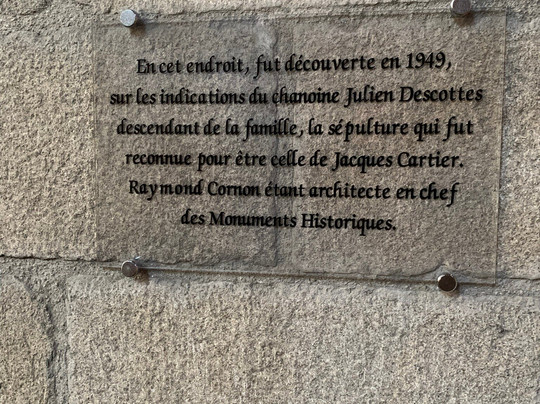 En cet endroit, fut découverte en 1949,
sur les indications du chanoine Julien Descottes
descendant de la famille, la sépulture qui fut
reconnue pour être celle de Jacques Cartier.
Raymond Cornon étant architecte en chef
des Monuments Historiques.